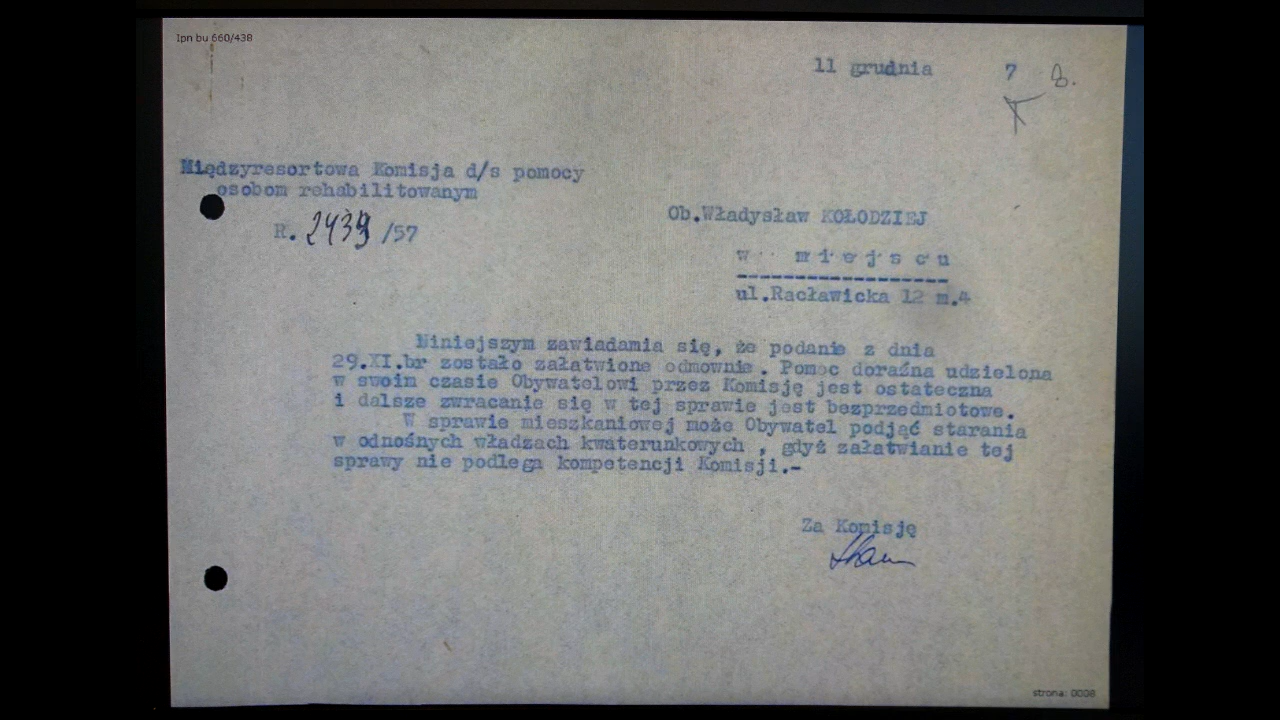 Ipn bu 660/438
11 grudnia 7 8.
Międzyresortowa Komisja d/s pomocy
osobom rehabilitowanym
R. 2439 /57
Ob.Władysław KOŁODZIEJ
w miejscu
ul.Racławicka 12 m.4
Niniejszym zawiadamia się, że podanie z dnia
29.XI.br zostało załatwione odmownie. Pomoc doraźna udzielona
w swoim czasie Obywatelowi przez Komisję jest ostateczna
i dalsze zwracanie się w tej sprawie jest bezprzedmiotowe.
W sprawie mieszkaniowej może Obywatel podjąć starania
w odnośnych władzach kwaterunkowych , gdyż załatwianie tej
sprawy nie podlega kompetencji Komisji.-
Za Komisję
strona: 0008